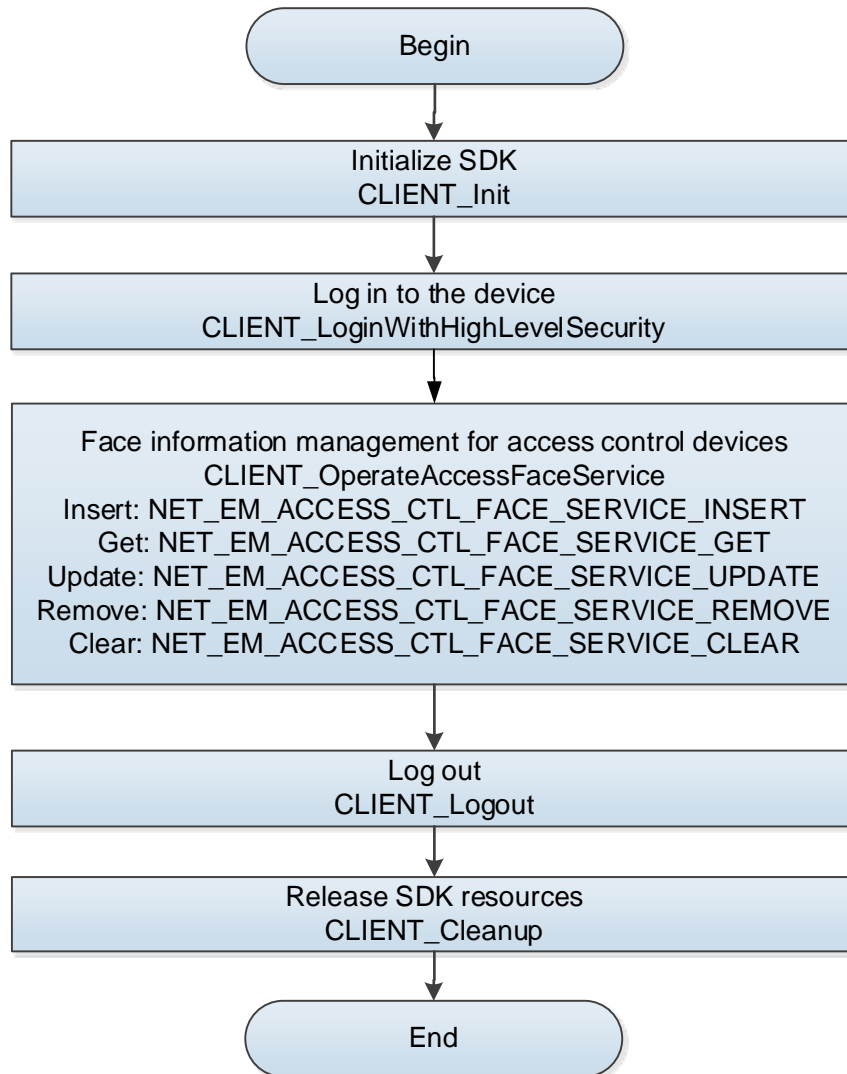 Begin
Initialize SDK
CLIENT_Init
Log in to the device
CLIENT_LoginWithHighLevelSecurity
Face information management for access control devices
CLIENT_OperateAccessFaceService
Insert: NET_EM_ACCESS_CTL_FACE_SERVICE_INSERT
Get: NET_EM_ACCESS_CTL_FACE_SERVICE_GET
Update: NET_EM_ACCESS_CTL_FACE_SERVICE_UPDATE
Remove: NET_EM_ACCESS_CTL_FACE_SERVICE_REMOVE
Clear: NET_EM_ACCESS_CTL_FACE_SERVICE_CLEAR
Log out
CLIENT_Logout
Release SDK resources
CLIENT_Cleanup
End